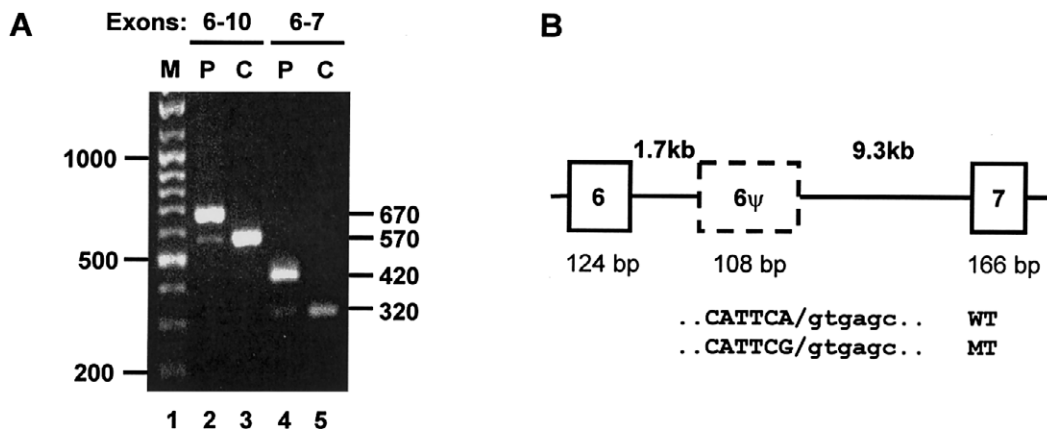 A
Exons: 6-10 6-7
M P C P C
1000
500
200
670
570
420
320
1 2 3 4 5
B
1.7kb 9.3kb
6 6ψ 7
124 bp 108 bp 166 bp
..CATTCA/gtgagc.. WT
..CATTCG/gtgagc.. MT